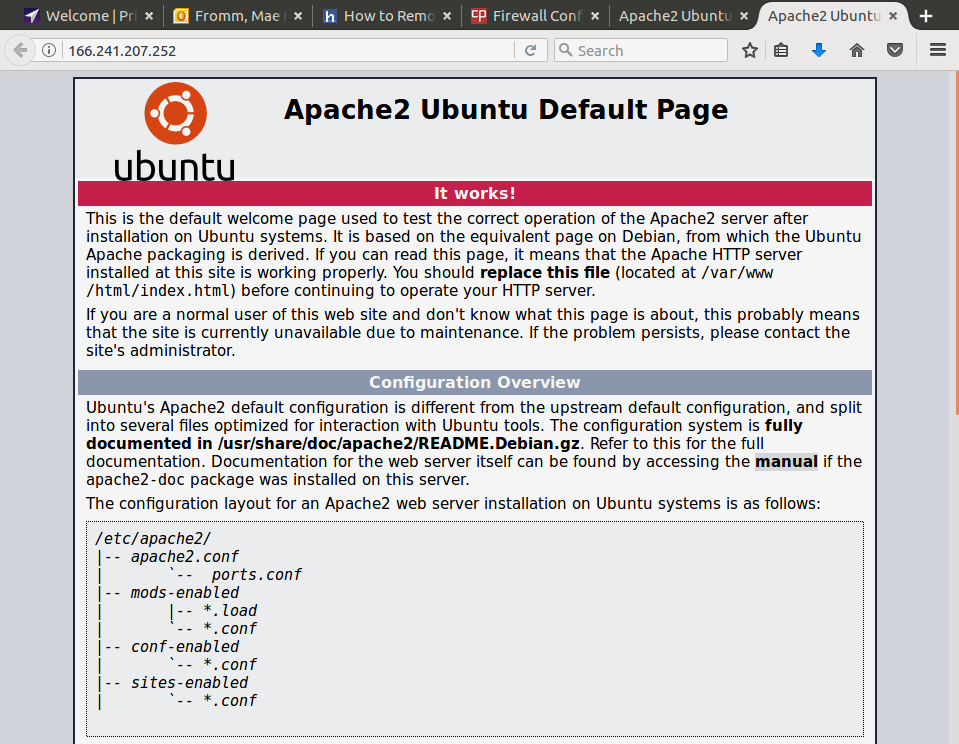 Welcome | Pri
Fromm, Mae
How to Remo
cP Firewall Conf
Apache2 Ubuntu
Apache2 Ubuntu
166.241.207.252
Search
ubuntu
Apache2 Ubuntu Default Page
It works!
This is the default welcome page used to test the correct operation of the Apache2 server after
installation on Ubuntu systems. It is based on the equivalent page on Debian, from which the Ubuntu
Apache packaging is derived. If you can read this page, it means that the Apache HTTP server
installed at this site is working properly. You should replace this file (located at /var/www
/html/index.html) before continuing to operate your HTTP server.
If you are a normal user of this web site and don't know what this page is about, this probably means
that the site is currently unavailable due to maintenance. If the problem persists, please contact the
site's administrator.
Configuration Overview
Ubuntu's Apache2 default configuration is different from the upstream default configuration, and split
into several files optimized for interaction with Ubuntu tools. The configuration system is fully
documented in /usr/share/doc/apache2/README.Debian.gz. Refer to this for the full
documentation. Documentation for the web server itself can be found by accessing the manual if the
apache2-doc package was installed on this server.
The configuration layout for an Apache2 web server installation on Ubuntu systems is as follows:
/etc/apache2/
|-- apache2.conf
|       `--  ports.conf
|-- mods-enabled
|       |-- *.load
|       `-- *.conf
|-- conf-enabled
|       `-- *.conf
|-- sites-enabled
|       `-- *.conf